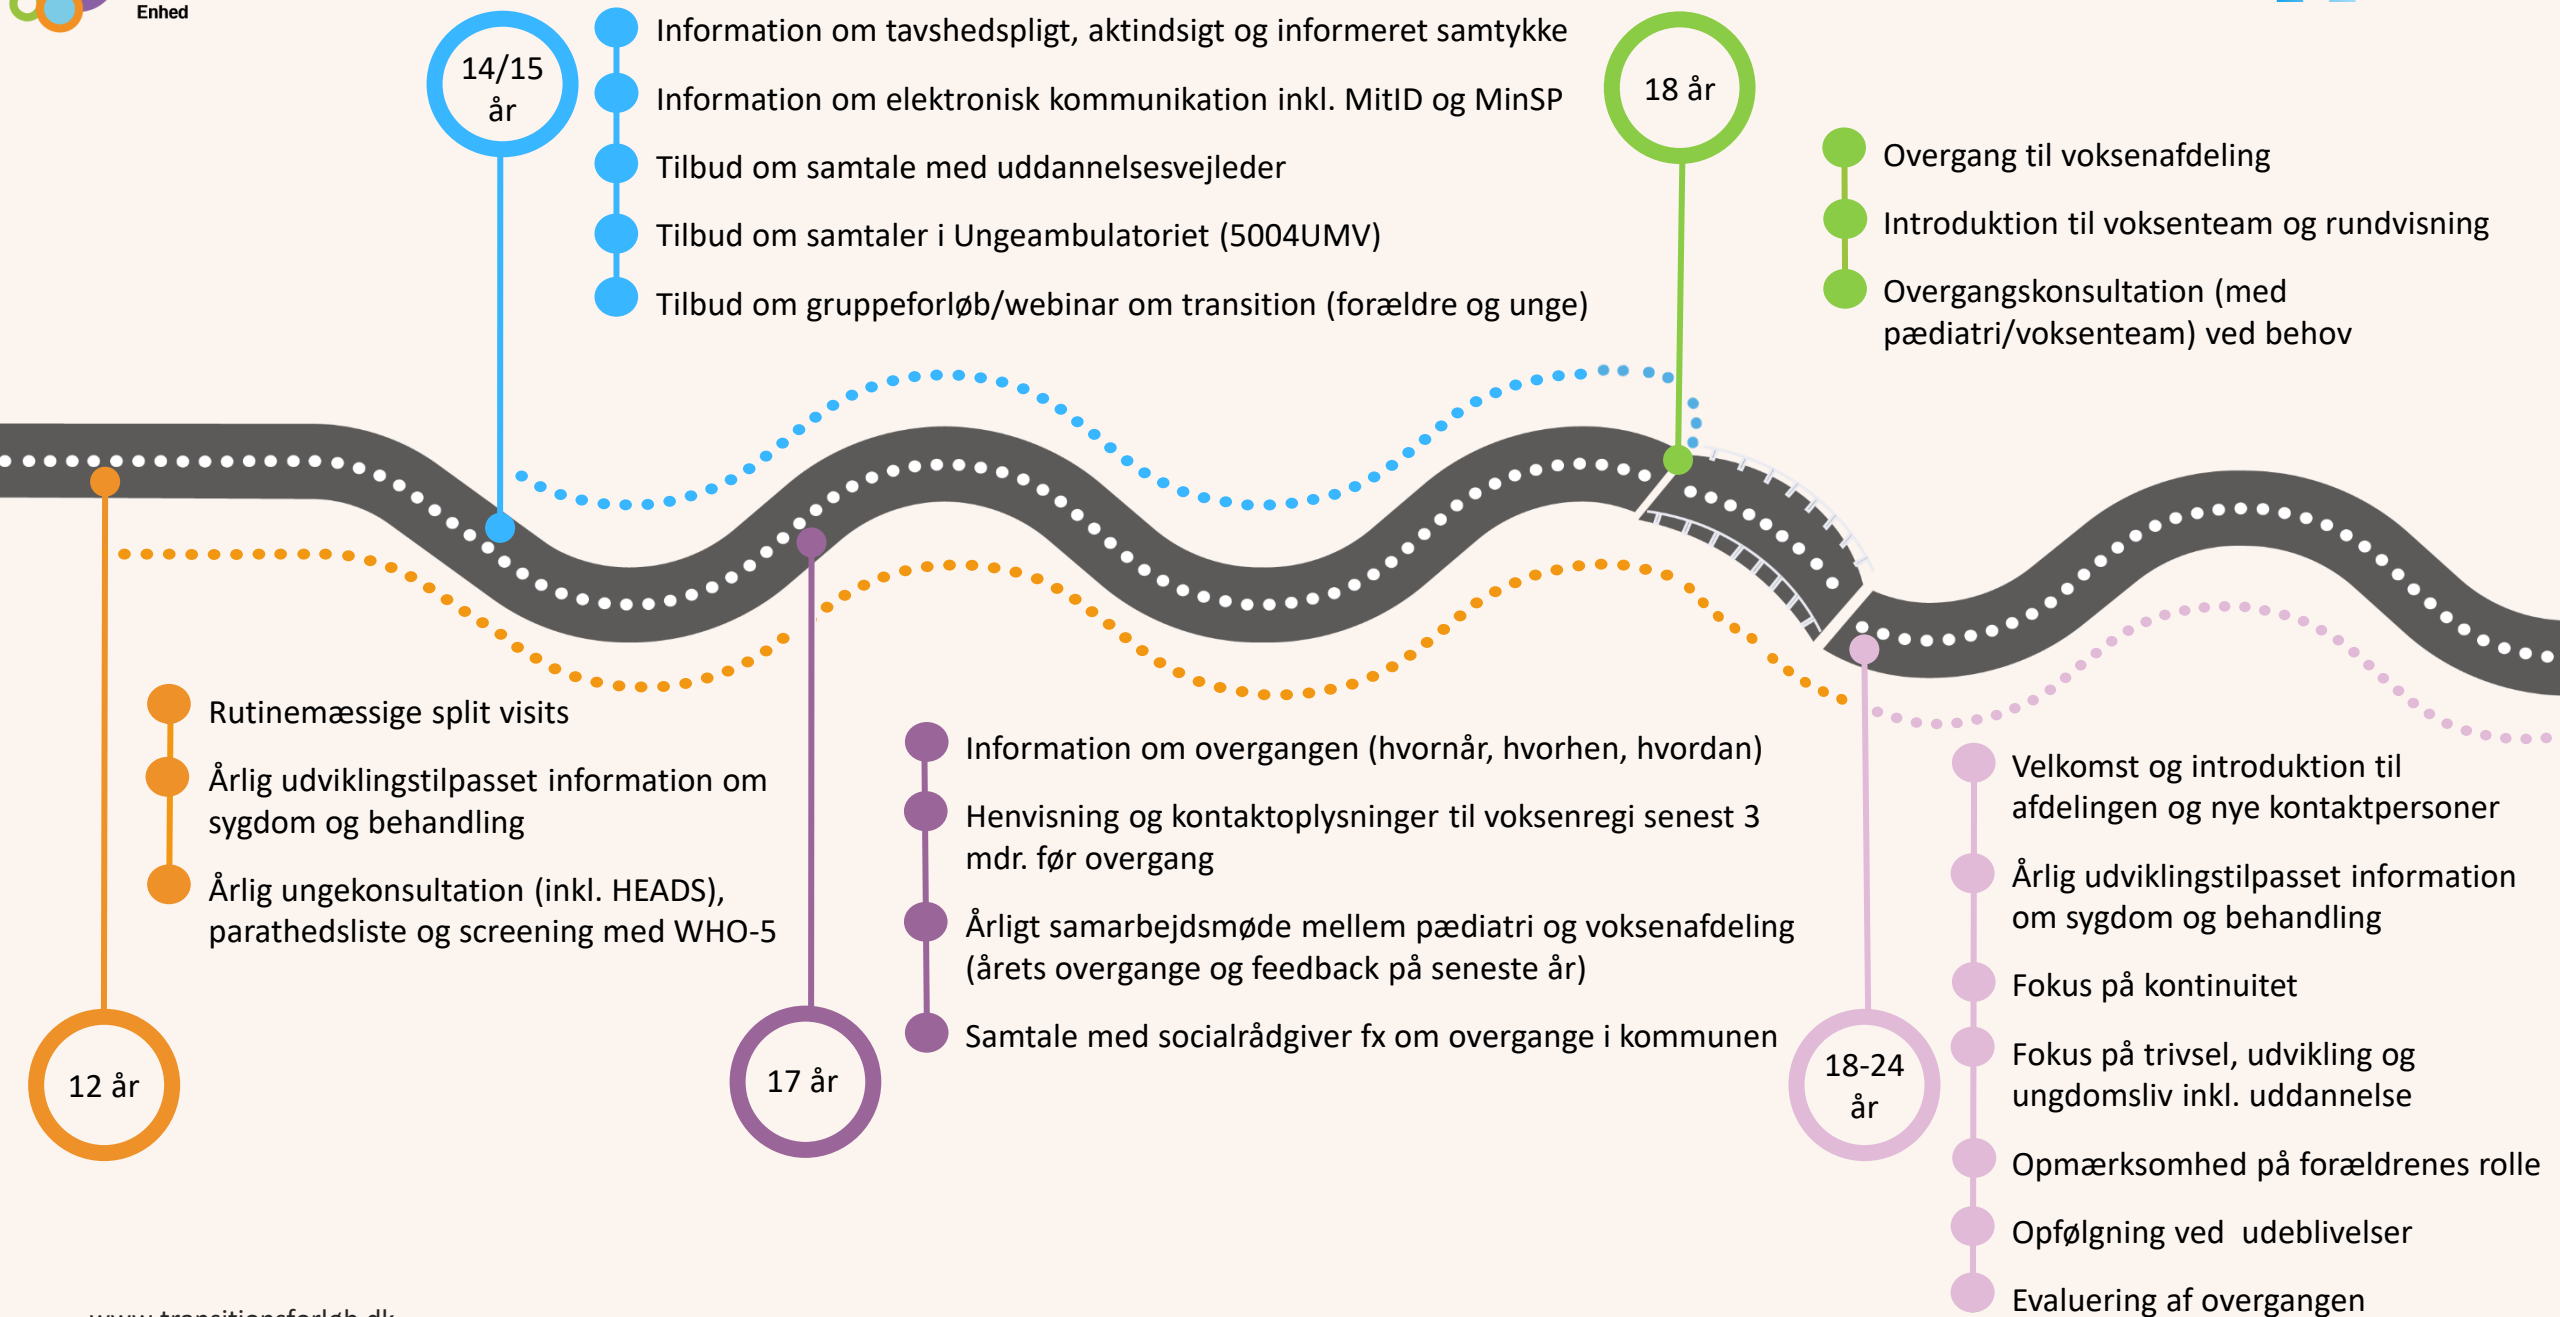 Enhed
14/15
år
Information om tavshedspligt, aktindsigt og informeret samtykke
Information om elektronisk kommunikation inkl. MitID og MinSP
Tilbud om samtale med uddannelsesvejleder
Tilbud om samtaler i Ungeambulatoriet (5004UMV)
Tilbud om gruppeforløb/webinar om transition (forældre og unge)
18 år
Overgang til voksenafdeling
Introduktion til voksenteam og rundvisning
Overgangskonsultation (med
pædiatri/voksenteam) ved behov
Rutinemæssige split visits
Årlig udviklingstilpasset information om
sygdom og behandling
Årlig ungekonsultation (inkl. HEADS),
parathedsliste og screening med WHO-5
12 år
Information om overgangen (hvornår, hvorhen, hvordan)
Henvisning og kontaktoplysninger til voksenregi senest 3
mdr. før overgang
Årligt samarbejdsmøde mellem pædiatri og voksenafdeling
(årets overgange og feedback på seneste år)
Samtale med socialrådgiver fx om overgange i kommunen
17 år
18-24
år
Velkomst og introduktion til
afdelingen og nye kontaktpersoner
Årlig udviklingstilpasset information
om sygdom og behandling
Fokus på kontinuitet
Fokus på trivsel, udvikling og
ungdomsliv inkl. uddannelse
Opmærksomhed på forældrenes rolle
Opfølgning ved  udeblivelser
Evaluering af overgangen
www.transitionsforløb.dk